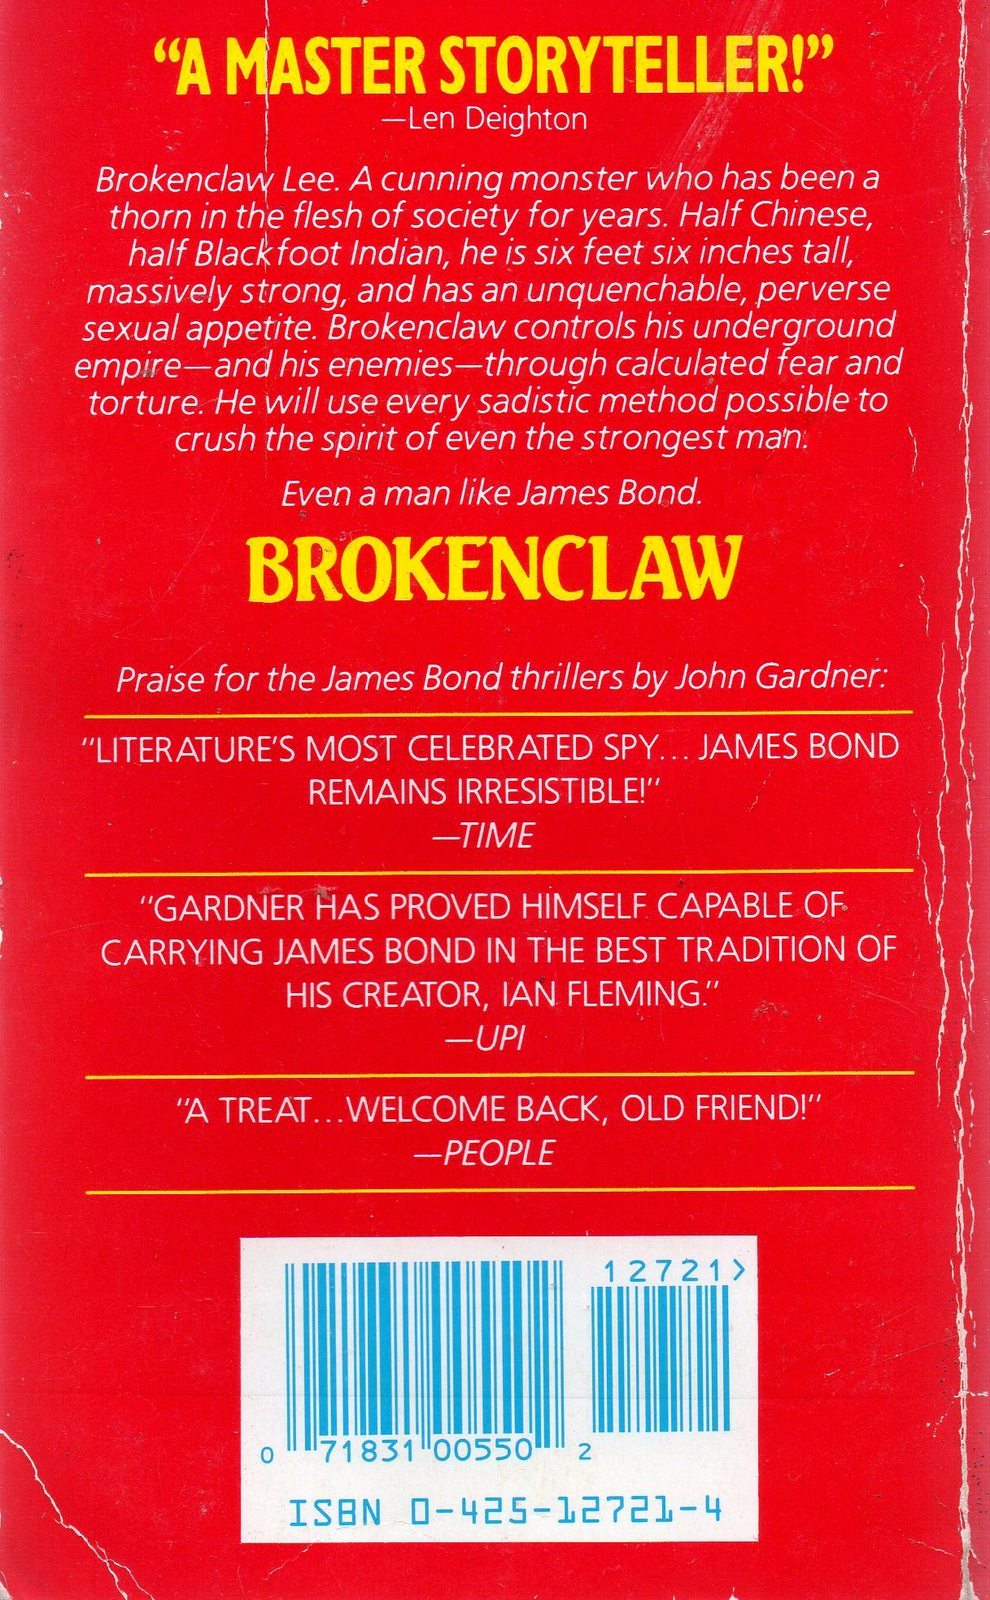 “A MASTER STORYTELLER!”
—Len Deighton
Brokenclaw Lee. A cunning monster who has been a
thorn in the flesh of society for years. Half Chinese,
half Blackfoot Indian, he is six feet six inches tall,
massively strong, and has an unquenchable, perverse
sexual appetite. Brokenclaw controls his underground
empire—and his enemies—through calculated fear and
torture. He will use every sadistic method possible to
crush the spirit of even the strongest man.
Even a man like James Bond.
BROKENCLAW
Praise for the James Bond thrillers by John Gardner:
“LITERATURE'S MOST CELEBRATED SPY... JAMES BOND
REMAINS IRRESISTIBLE!”
—TIME
“GARDNER HAS PROVED HIMSELF CAPABLE OF
CARRYING JAMES BOND IN THE BEST TRADITION OF
HIS CREATOR, IAN FLEMING.”
—UPI
“A TREAT...WELCOME BACK, OLD FRIEND!”
—PEOPLE
12721>
0 71831 00550 2
ISBN 0-425-12721-4